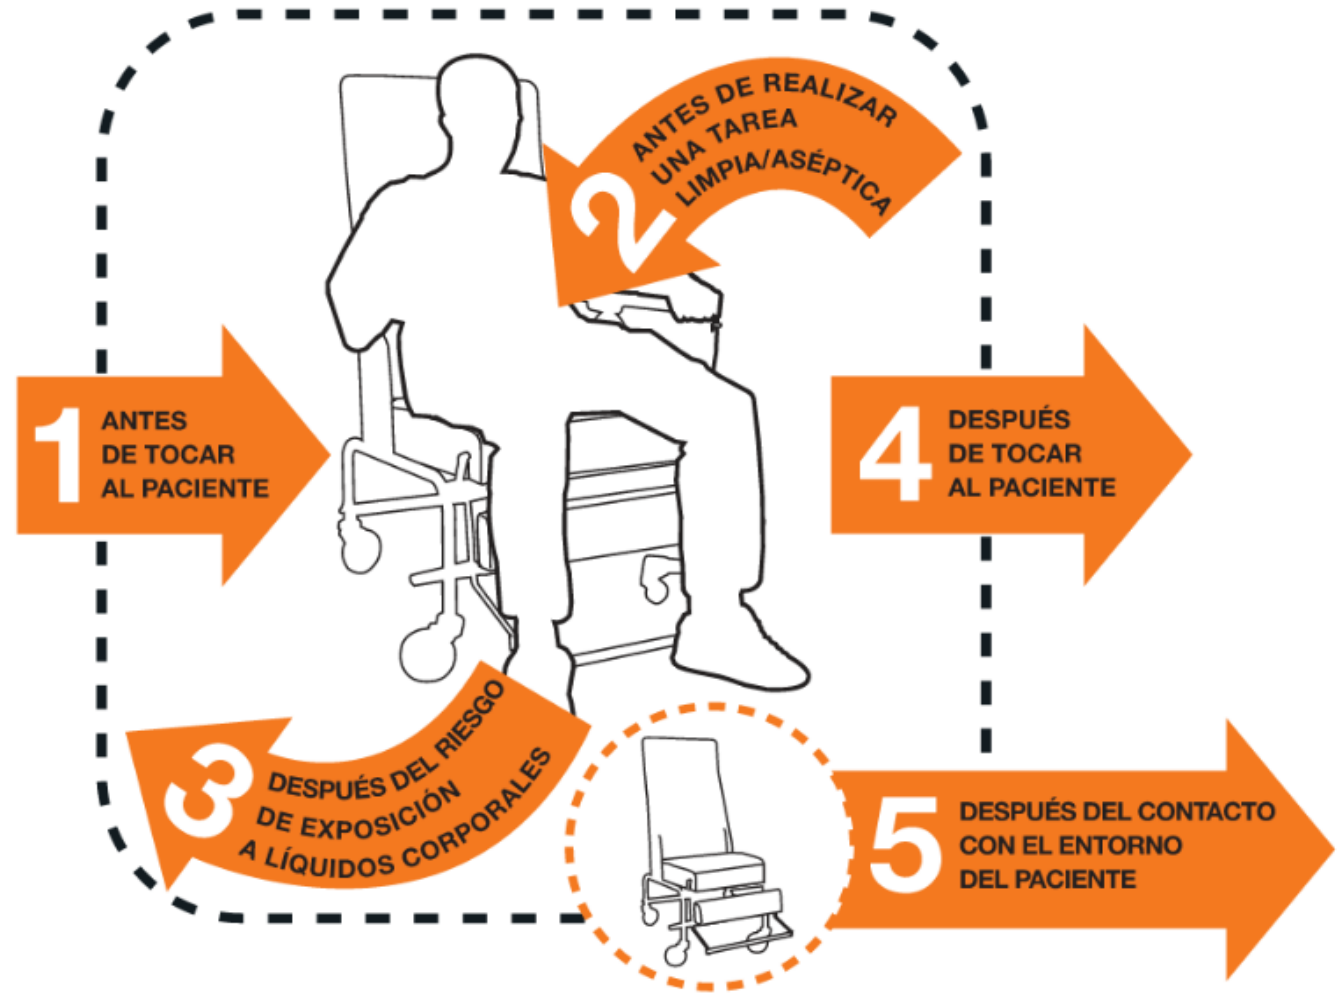 1
ANTES
DE TOCAR
AL PACIENTE
2
ANTES DE REALIZAR
UNA TAREA
LIMPIA/ASÉPTICA
3
DESPUÉS DEL RIESGO
DE EXPOSICIÓN
A LÍQUIDOS CORPORALES
4
DESPUÉS
DE TOCAR
AL PACIENTE
5
DESPUÉS DEL CONTACTO
CON EL ENTORNO
DEL PACIENTE